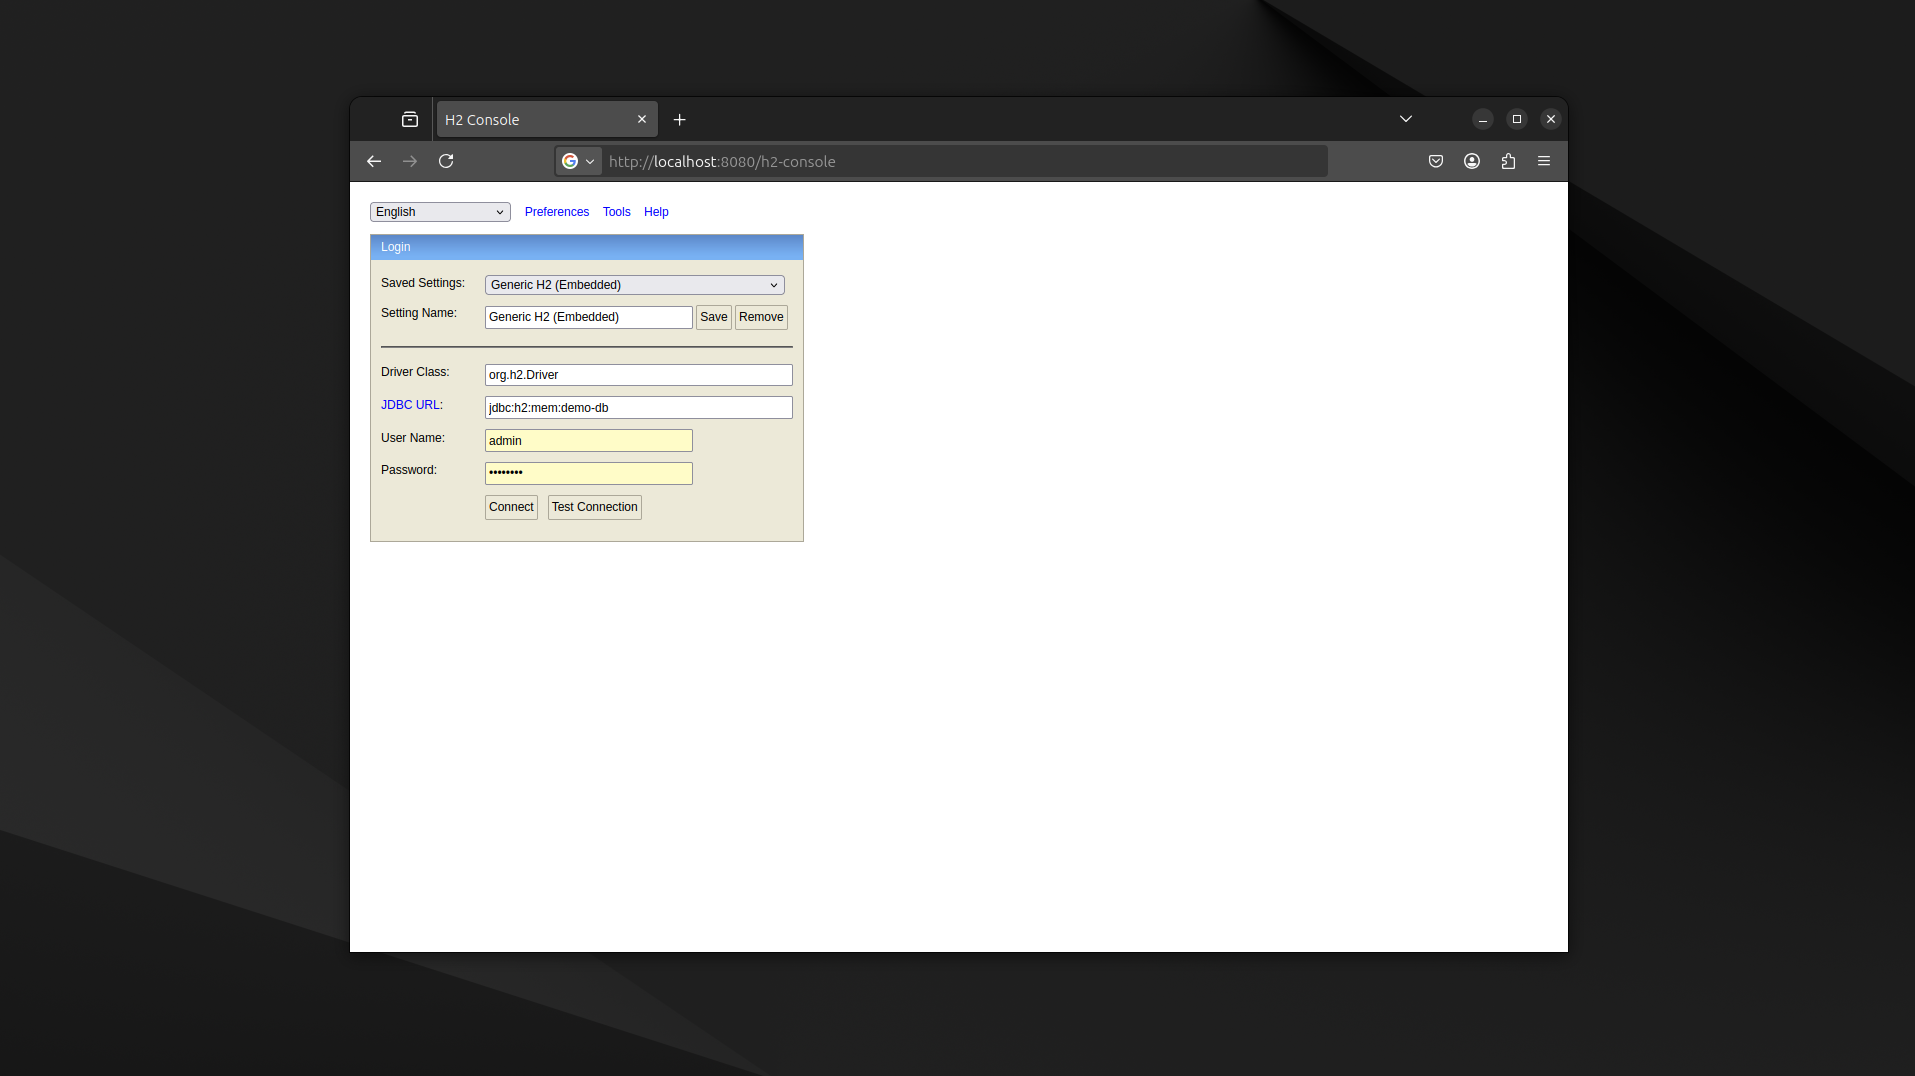 H2 Console
http://localhost:8080/h2-console
English Preferences Tools Help
Login
Saved Settings: Generic H2 (Embedded)
Setting Name: Generic H2 (Embedded) Save Remove
Driver Class: org.h2.Driver
JDBC URL: jdbc:h2:mem:demo-db
User Name: admin
Password: ••••••••
Connect Test Connection